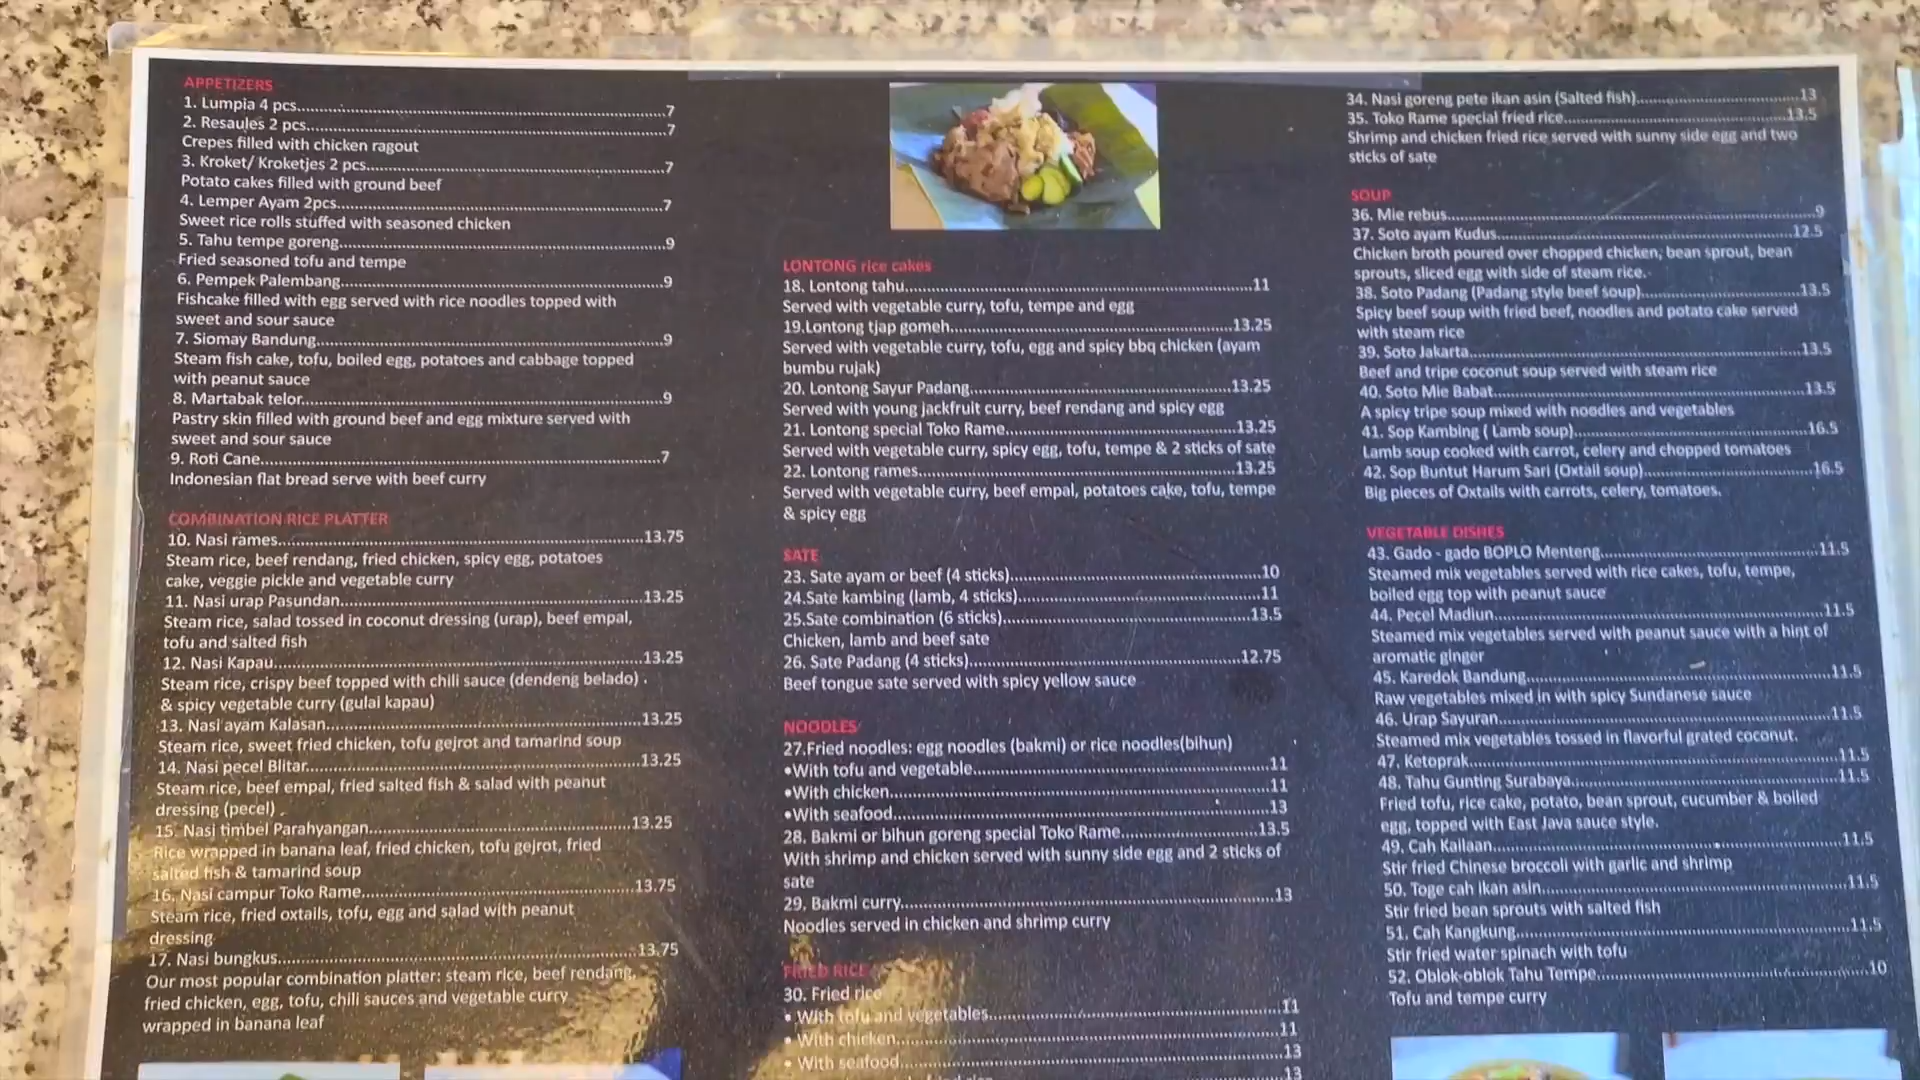 APPETIZERS
1. Lumpia 4 pcs..........7
2. Resaules 2 pcs..........7
Crepes filled with chicken ragout
3. Kroket/ Kroketjes 2 pcs..........7
Potato cakes filled with ground beef
4. Lemper Ayam 2pcs..........7
Sweet rice rolls stuffed with seasoned chicken
5. Tahu tempe goreng..........9
Fried seasoned tofu and tempe
6. Pempek Palembang..........9
Fishcake filled with egg served with rice noodles topped with
sweet and sour sauce
7. Siomay Bandung..........9
Steam fish cake, tofu, boiled egg, potatoes and cabbage topped
with peanut sauce
8. Martabak telor..........9
Pastry skin filled with ground beef and egg mixture served with
sweet and sour sauce
9. Roti Cane..........7
Indonesian flat bread serve with beef curry
COMBINATION RICE PLATTER
10. Nasi rames..........13.75
Steam rice, beef rendang, fried chicken, spicy egg, potatoes
cake, veggie pickle and vegetable curry
11. Nasi urap Pasundan..........13.25
Steam rice, salad tossed in coconut dressing (urap), beef empal,
tofu and salted fish
12. Nasi Kapau..........13.25
Steam rice, crispy beef topped with chili sauce (dendeng belado) .
& spicy vegetable curry (gulai kapau)
13. Nasi ayam Kalasan..........13.25
Steam rice, sweet fried chicken, tofu gejrot and tamarind soup
14. Nasi pecel Blitar..........13.25
Steam rice, beef empal, fried salted fish & salad with peanut
dressing (pecel) .
15. Nasi timbel Parahyangan..........13.25
Rice wrapped in banana leaf, fried chicken, tofu gejrot, fried
salted fish & tamarind soup
16. Nasi campur Toko Rame..........13.75
Steam rice, fried oxtails, tofu, egg and salad with peanut
dressing
17. Nasi bungkus..........13.75
Our most popular combination platter: steam rice, beef rendang,
fried chicken, egg, tofu, chili sauces and vegetable curry
wrapped in banana leaf
LONTONG rice cakes
18. Lontong tahu..........11
Served with vegetable curry, tofu, tempe and egg
19.Lontong tjap gomeh..........13.25
Served with vegetable curry, tofu, egg and spicy bbq chicken (ayam
bumbu rujak)
20. Lontong Sayur Padang..........13.25
Served with young jackfruit curry, beef rendang and spicy egg
21. Lontong special Toko Rame..........13.25
Served with vegetable curry, spicy egg, tofu, tempe & 2 sticks of sate
22. Lontong rames..........13.25
Served with vegetable curry, beef empal, potatoes cake, tofu, tempe
& spicy egg
SATE
23. Sate ayam or beef (4 sticks)..........10
24.Sate kambing (lamb, 4 sticks)..........11
25.Sate combination (6 sticks)..........13.5
Chicken, lamb and beef sate
26. Sate Padang (4 sticks)..........12.75
Beef tongue sate served with spicy yellow sauce
NOODLES
27.Fried noodles: egg noodles (bakmi) or rice noodles(bihun)
•With tofu and vegetable..........11
•With chicken..........11
•With seafood..........13
28. Bakmi or bihun goreng special Toko Rame..........13.5
With shrimp and chicken served with sunny side egg and 2 sticks of
sate
29. Bakmi curry..........13
Noodles served in chicken and shrimp curry
FRIED RICE
30. Fried rice
• With tofu and vegetables..........11
• With chicken..........11
• With seafood..........13
13
34. Nasi goreng pete ikan asin (Salted fish)..........13
35. Toko Rame special fried rice..........13.5
Shrimp and chicken fried rice served with sunny side egg and two
sticks of sate
SOUP
36. Mie rebus..........9
37. Soto ayam Kudus..........12.5
Chicken broth poured over chopped chicken, bean sprout, bean
sprouts, sliced egg with side of steam rice.
38. Soto Padang (Padang style beef soup)..........13.5
Spicy beef soup with fried beef, noodles and potato cake served
with steam rice
39. Soto Jakarta..........13.5
Beef and tripe coconut soup served with steam rice
40. Soto Mie Babat..........13.5
A spicy tripe soup mixed with noodles and vegetables
41. Sop Kambing ( Lamb soup)..........16.5
Lamb soup cooked with carrot, celery and chopped tomatoes
42. Sop Buntut Harum Sari (Oxtail soup)..........16.5
Big pieces of Oxtails with carrots, celery, tomatoes.
VEGETABLE DISHES
43. Gado - gado BOPLO Menteng..........11.5
Steamed mix vegetables served with rice cakes, tofu, tempe,
boiled egg top with peanut sauce
44. Pecel Madiun..........11.5
Steamed mix vegetables served with peanut sauce with a hint of
aromatic ginger
45. Karedok Bandung..........11.5
Raw vegetables mixed in with spicy Sundanese sauce
46. Urap Sayuran..........11.5
Steamed mix vegetables tossed in flavorful grated coconut.
47. Ketoprak..........11.5
48. Tahu Gunting Surabaya..........11.5
Fried tofu, rice cake, potato, bean sprout, cucumber & boiled
egg, topped with East Java sauce style.
49. Cah Kailaan..........11.5
Stir fried Chinese broccoli with garlic and shrimp
50. Toge cah ikan asin..........11.5
Stir fried bean sprouts with salted fish
51. Cah Kangkung..........11.5
Stir fried water spinach with tofu
52. Oblok-oblok Tahu Tempe..........10
Tofu and tempe curry